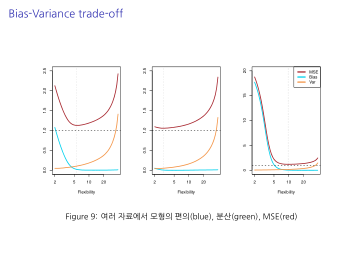 Bias-Variance trade-off
2.5
2.0
1.5
1.0
0.5
0.0
2 5 10 20
Flexibility
2.5
2.0
1.5
1.0
0.5
0.0
2 5 10 20
Flexibility
20
15
10
5
0
2 5 10 20
Flexibility
MSE
Bias
Var
Figure 9: 여러 자료에서 모형의 편의(blue), 분산(green), MSE(red)